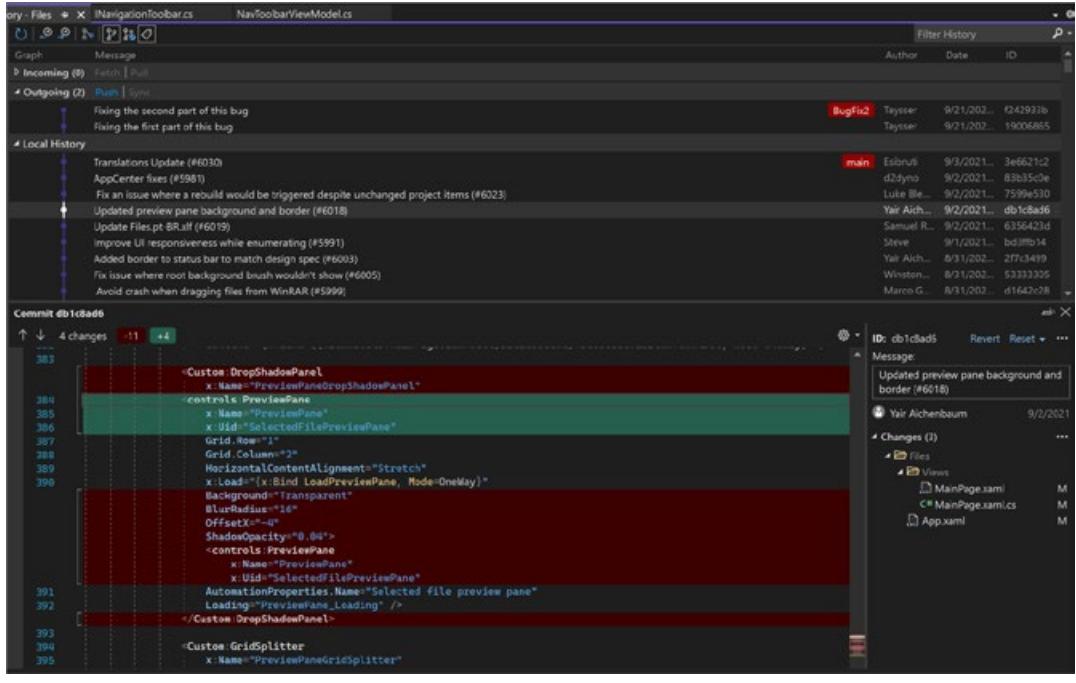 ory - Files INavigationToolbar.cs NavToolbarViewModel.cs
Filter History
Graph Message Author Date ID
Incoming (0) Fetch | Pull
Outgoing (2) Push | Sync
Fixing the second part of this bug BugFix2 Taysser 9/21/202... f242933b
Fixing the first part of this bug Taysser 9/21/202... 19006865
Local History
Translations Update (#6030) main Esibruti 9/3/2021... 3e6621c2
AppCenter fixes (#5981) d2dyno 9/2/2021... 83b35c0e
Fix an issue where a rebuild would be triggered despite unchanged project items (#6023) Luke Ble... 9/2/2021... 7599e530
Updated preview pane background and border (#6018) Yair Aich... 9/2/2021... db1c8ad6
Update Files.pt-BR.xlf (#6019) Samuel R... 9/2/2021... 6356423d
Improve UI responsiveness while enumerating (#5991) Steve 9/1/2021... bd3ffb14
Added border to status bar to match design spec (#6003) Yair Aich... 8/31/202... 2f7c3499
Fix issue where root background brush wouldn't show (#6005) Winston... 8/31/202... 53333305
Avoid crash when dragging files from WinRAR (#5999) Marco G... 8/31/202... d1642c28
Commit db1c8ad6
4 changes -11 +4
383
<Custom:DropShadowPanel
x:Name="PreviewPaneDropShadowPanel"
384 <controls:PreviewPane
385 x:Name="PreviewPane"
386 x:Uid="SelectedFilePreviewPane"
387 Grid.Row="1"
388 Grid.Column="2"
389 HorizontalContentAlignment="Stretch"
390 x:Load="{x:Bind LoadPreviewPane, Mode=OneWay}"
Background="Transparent"
BlurRadius="16"
OffsetX="-4"
ShadowOpacity="0.04">
<controls:PreviewPane
x:Name="PreviewPane"
x:Uid="SelectedFilePreviewPane"
391 AutomationProperties.Name="Selected file preview pane"
392 Loading="PreviewPane_Loading" />
</Custom:DropShadowPanel>
393
394 <Custom:GridSplitter
395 x:Name="PreviewPaneGridSplitter"
ID: db1c8ad6 Revert Reset ...
Message:
Updated preview pane background and
border (#6018)
Yair Aichenbaum 9/2/2021
Changes (3) ...
Files
Views
MainPage.xaml M
C# MainPage.xaml.cs M
App.xaml M